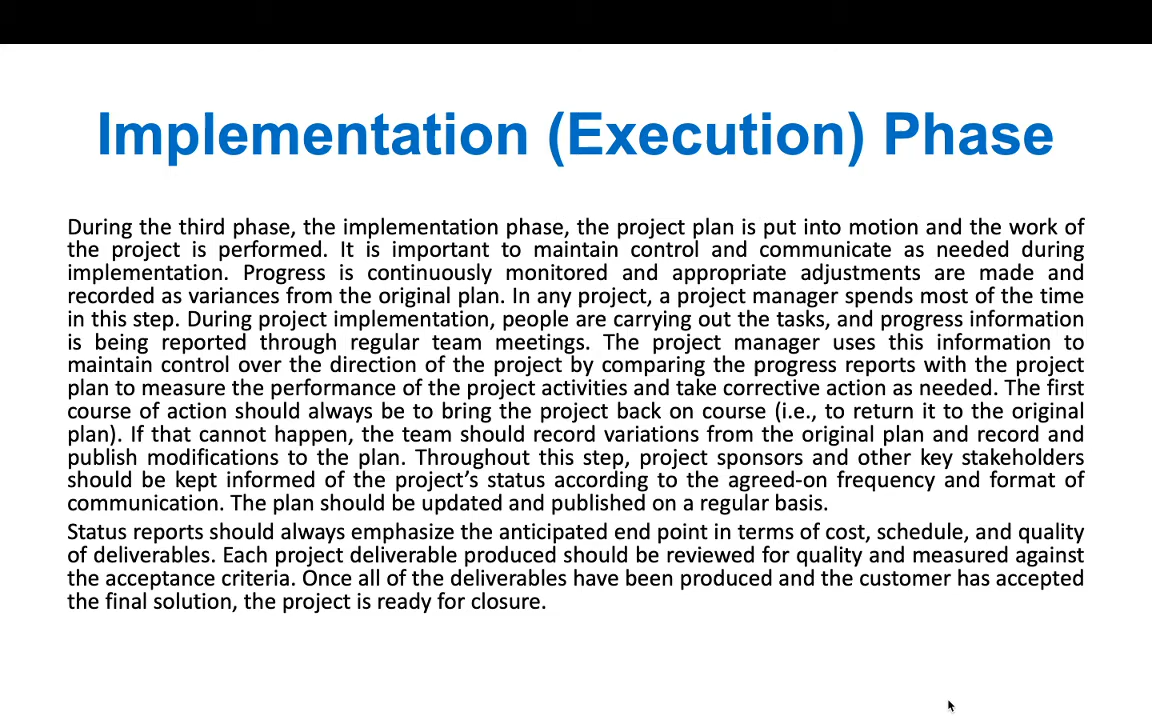 Implementation (Execution) Phase
During the third phase, the implementation phase, the project plan is put into motion and the work of
the project is performed. It is important to maintain control and communicate as needed during
implementation. Progress is continuously monitored and appropriate adjustments are made and
recorded as variances from the original plan. In any project, a project manager spends most of the time
in this step. During project implementation, people are carrying out the tasks, and progress information
is being reported through regular team meetings. The project manager uses this information to
maintain control over the direction of the project by comparing the progress reports with the project
plan to measure the performance of the project activities and take corrective action as needed. The first
course of action should always be to bring the project back on course (i.e., to return it to the original
plan). If that cannot happen, the team should record variations from the original plan and record and
publish modifications to the plan. Throughout this step, project sponsors and other key stakeholders
should be kept informed of the project’s status according to the agreed-on frequency and format of
communication. The plan should be updated and published on a regular basis.
Status reports should always emphasize the anticipated end point in terms of cost, schedule, and quality
of deliverables. Each project deliverable produced should be reviewed for quality and measured against
the acceptance criteria. Once all of the deliverables have been produced and the customer has accepted
the final solution, the project is ready for closure.